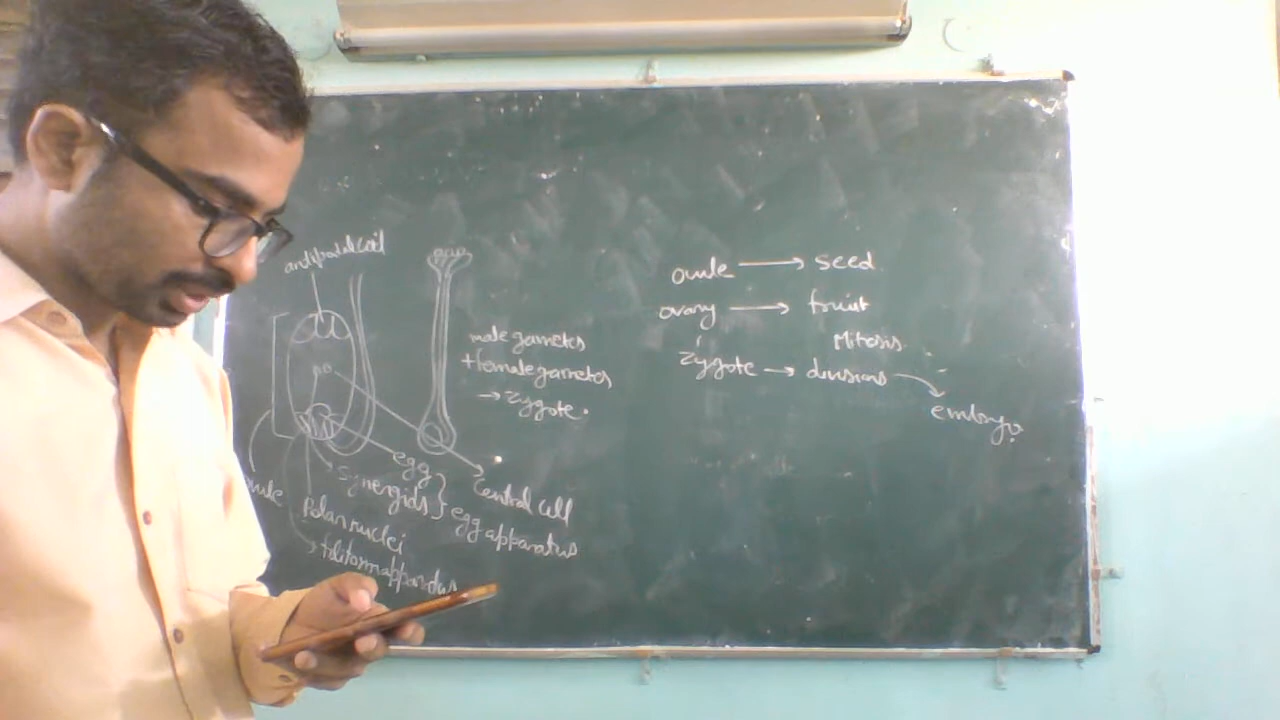 antipodal cell
male gametes
+ female gametes
→ Zygote.
egg
Synergids } egg apparatus
Central cell
Polar nuclei
filiform apparatus
ovule → seed
ovary → fruit
Mitosis
Zygote → divisions
embryo